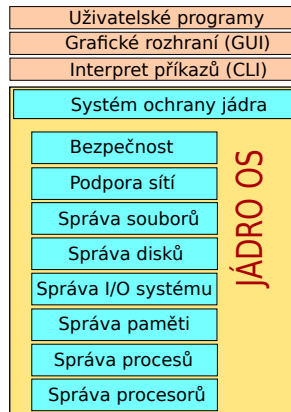 Uživatelské programy
Grafické rozhraní (GUI)
Interpret příkazů (CLI)
Systém ochrany jádra
Bezpečnost
Podpora sítí
Správa souborů
Správa disků
Správa I/O systému
Správa paměti
Správa procesů
Správa procesorů
JÁDRO OS